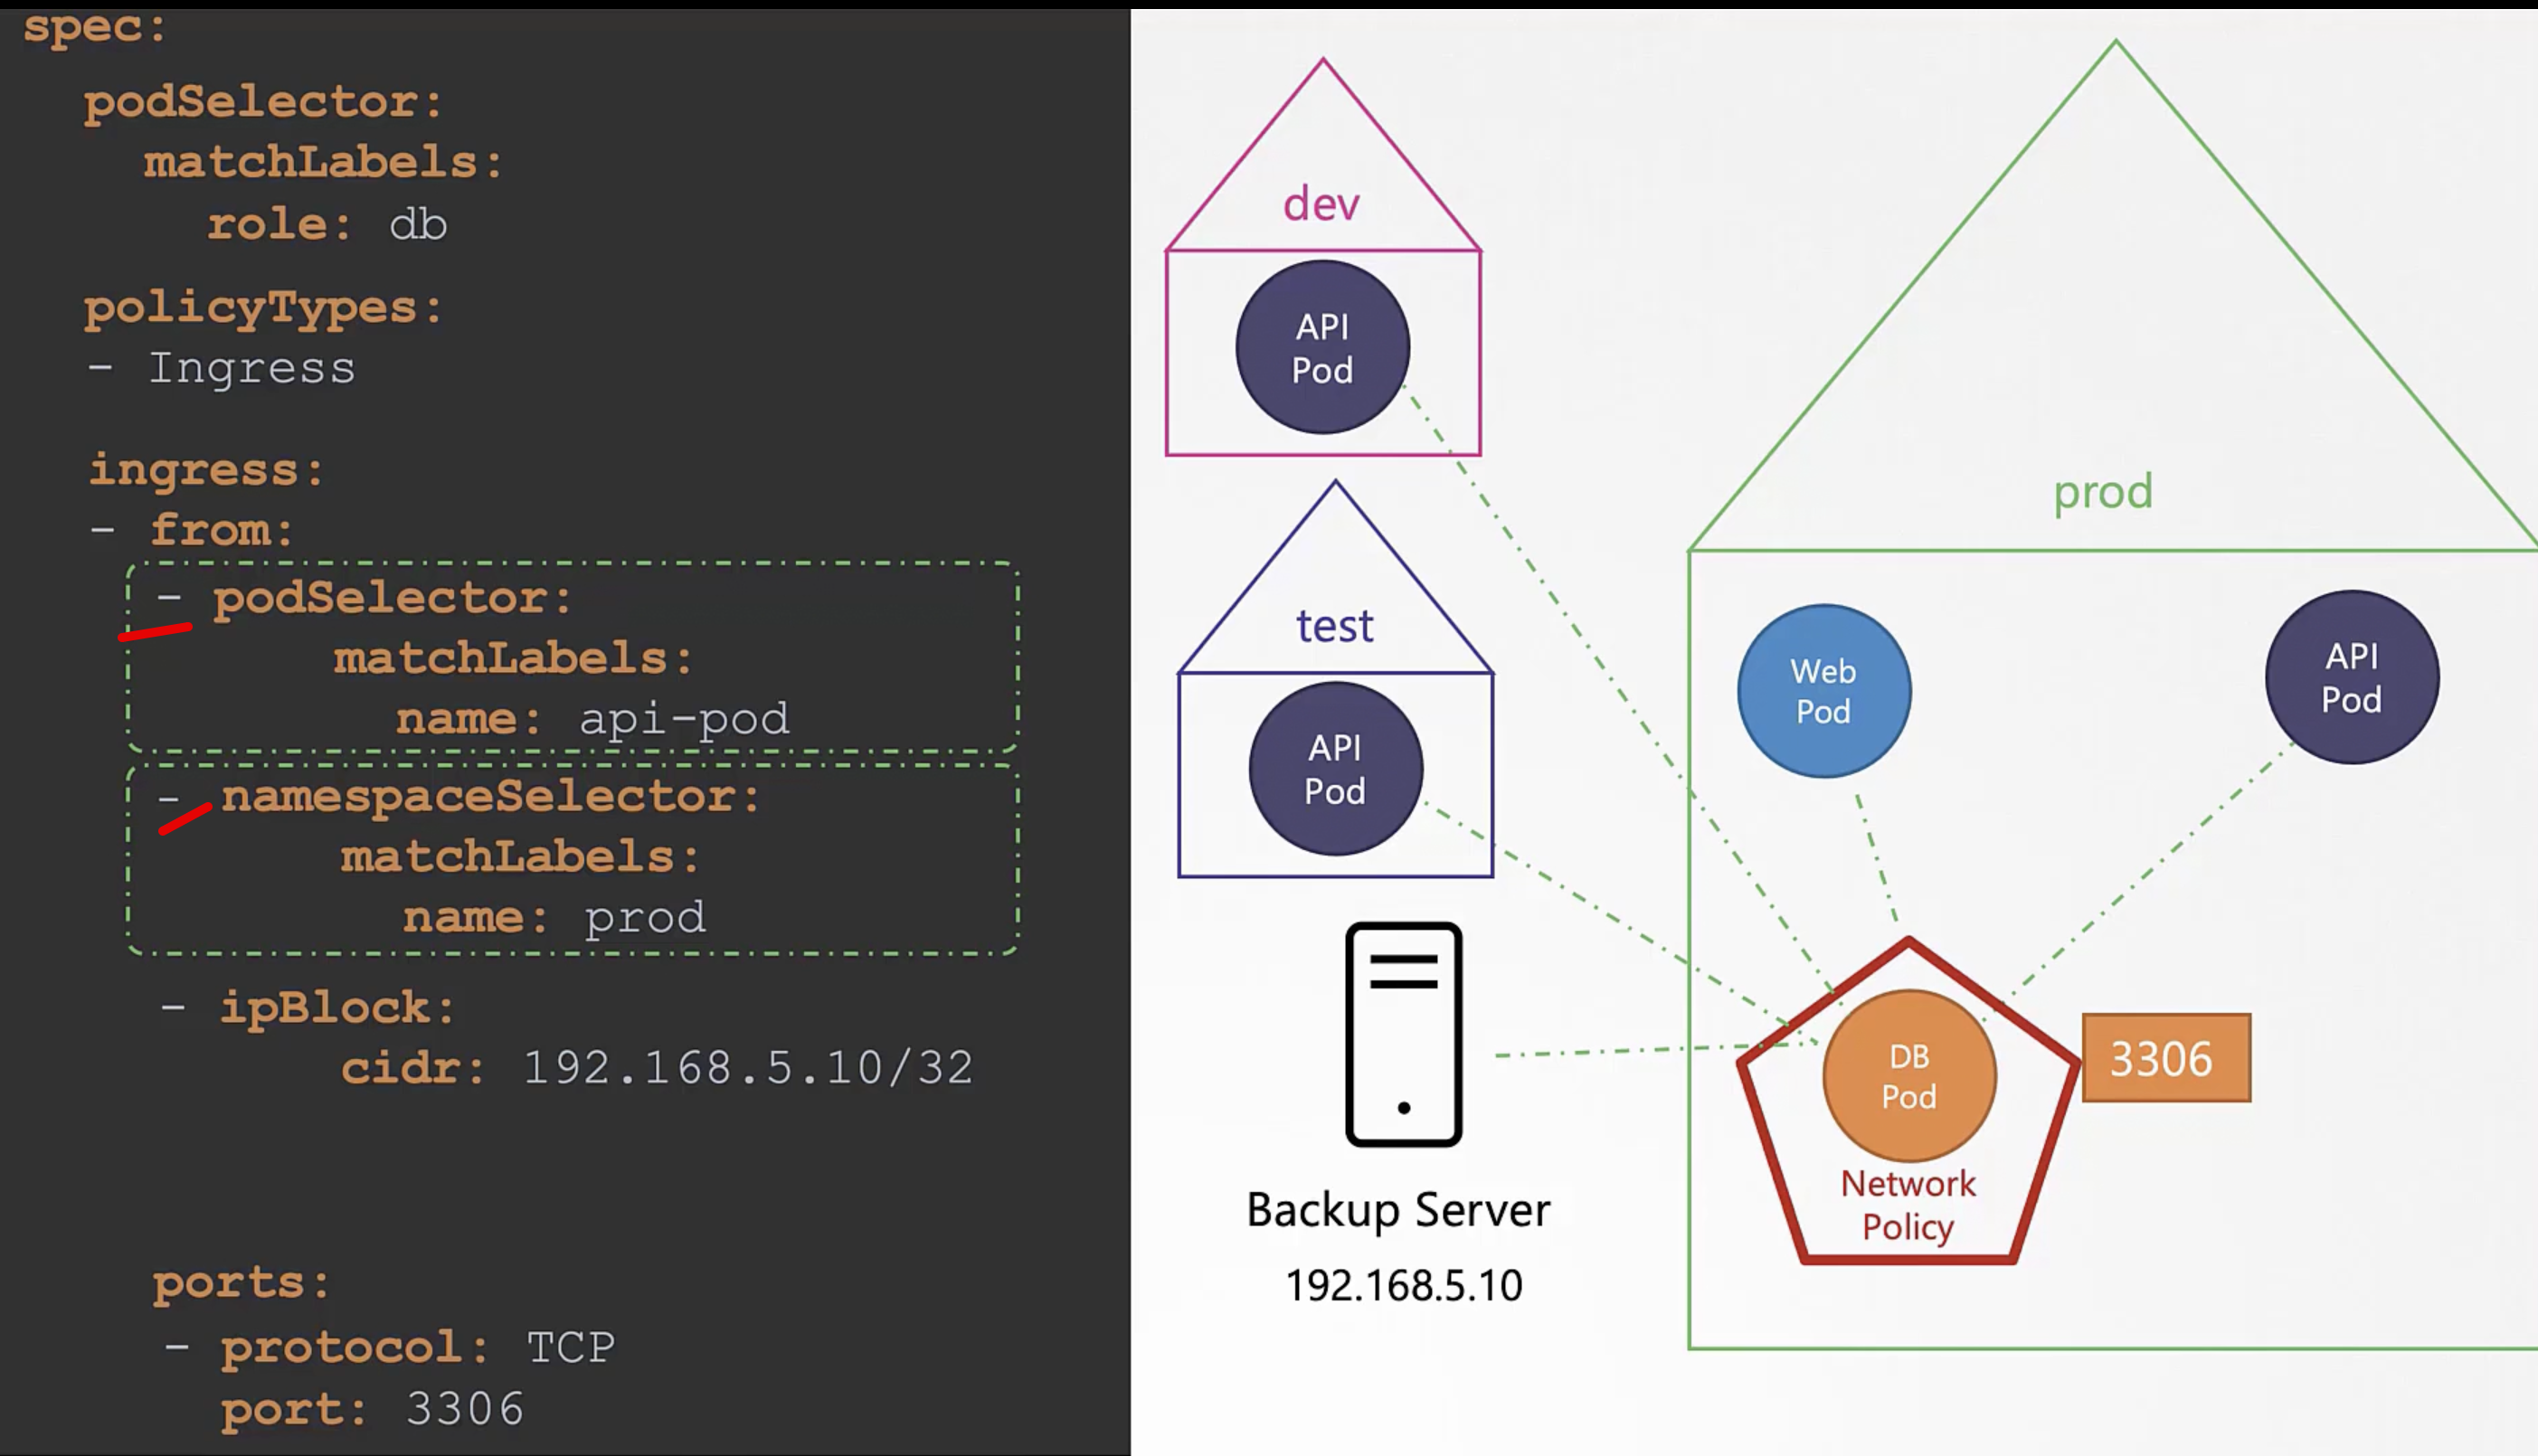 spec:
podSelector:
matchLabels:
role: db
policyTypes:
- Ingress
ingress:
- from:
- podSelector:
matchLabels:
name: api-pod
- namespaceSelector:
matchLabels:
name: prod
- ipBlock:
cidr: 192.168.5.10/32
ports:
- protocol: TCP
port: 3306
dev
API
Pod
test
API
Pod
Backup Server
192.168.5.10
prod
Web
Pod
API
Pod
DB
Pod
Network
Policy
3306